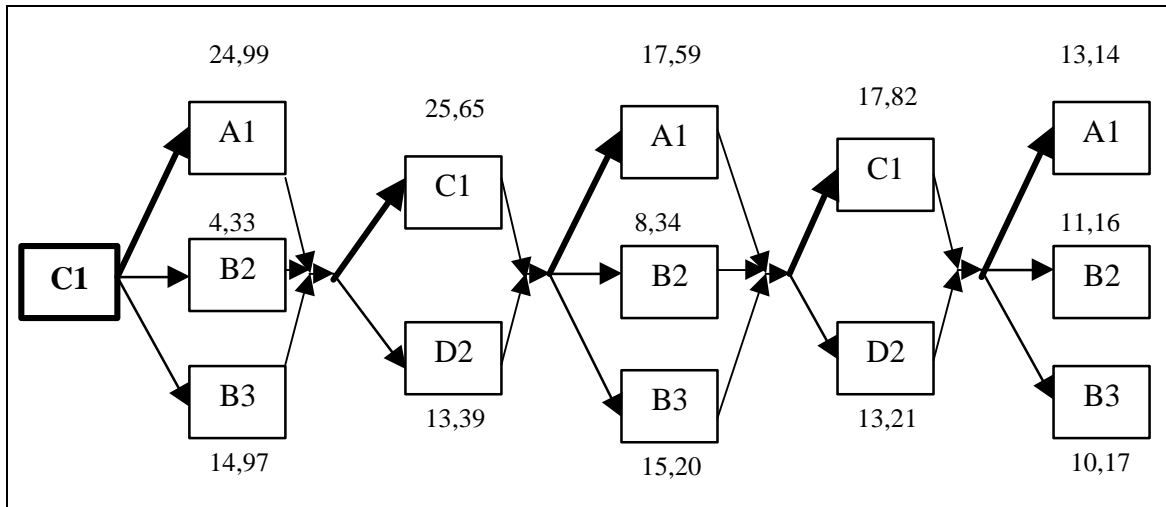 24,99
17,59
13,14
25,65
17,82
A1
A1
A1
C1
C1
4,33
8,34
11,16
C1
B2
B2
B2
D2
D2
B3
B3
B3
13,39
13,21
14,97
15,20
10,17